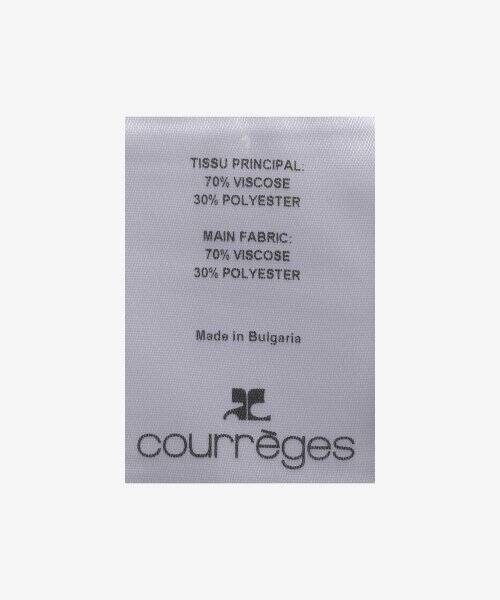 TISSU PRINCIPAL:
70% VISCOSE
30% POLYESTER
MAIN FABRIC:
70% VISCOSE
30% POLYESTER
Made in Bulgaria
courrèges